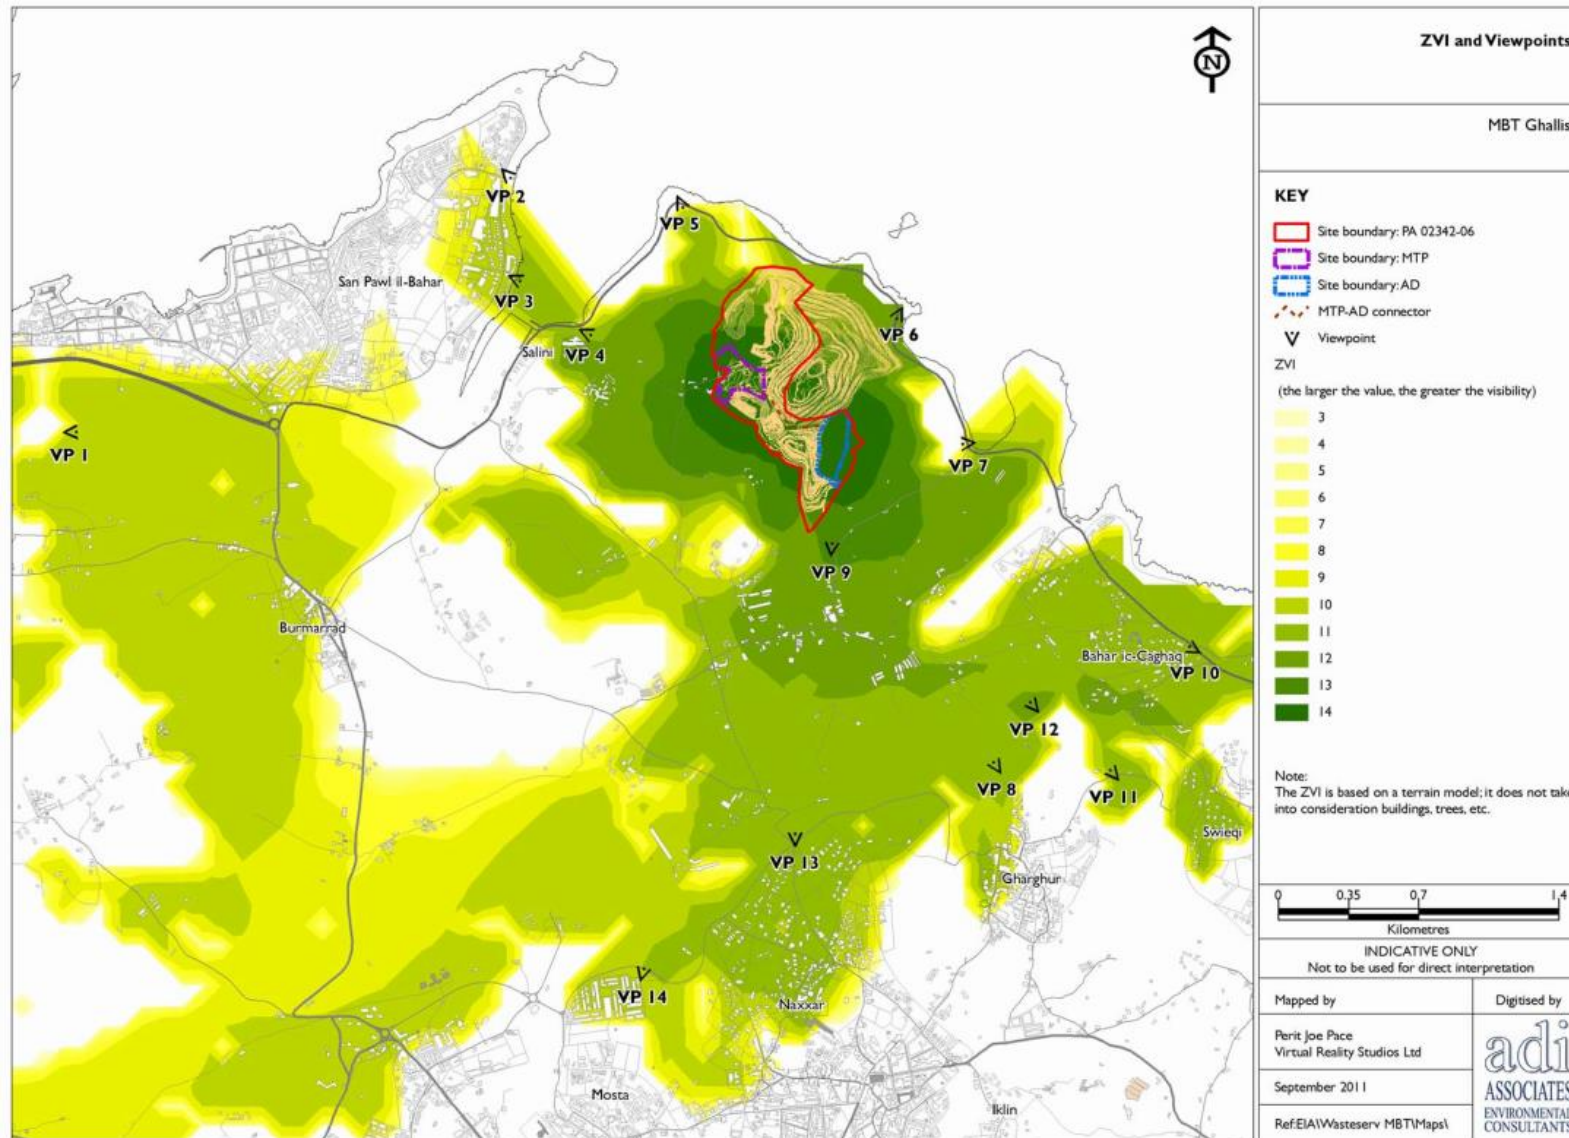 ZVI and Viewpoints
MBT Ghallis
N
VP 2
VP 5
San Pawl il-Bahar
VP 3
Salini
VP 4
VP 6
VP 1
VP 7
VP 9
Burmarrad
Bahar ic-Caghaq
VP 10
VP 12
VP 8
VP 11
Swieqi
VP 13
Gharghur
VP 14
Naxxar
Mosta
Iklin
KEY
Site boundary: PA 02342-06
Site boundary: MTP
Site boundary: AD
MTP-AD connector
Viewpoint
ZVI
(the larger the value, the greater the visibility)
3
4
5
6
7
8
9
10
11
12
13
14
Note:
The ZVI is based on a terrain model; it does not take
into consideration buildings, trees, etc.
0 0.35 0.7 1.4
Kilometres
INDICATIVE ONLY
Not to be used for direct interpretation
Mapped by
Digitised by
Perit Joe Pace
Virtual Reality Studios Ltd
September 2011
Ref:EIA\Wasteserv MBT\Maps\
adi
ASSOCIATES
ENVIRONMENTAL
CONSULTANTS